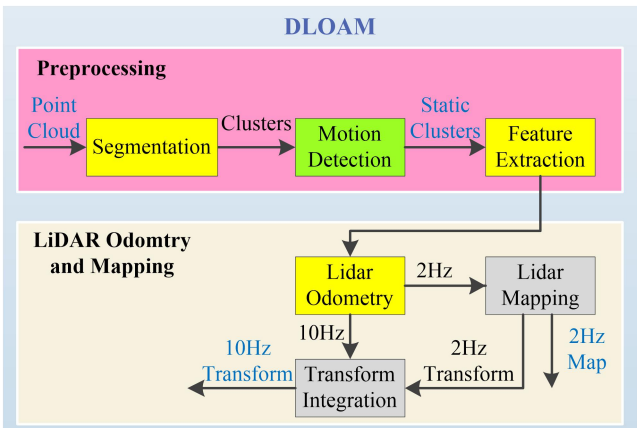 DLOAM
Preprocessing
Point
Cloud
Segmentation
Clusters
Motion
Detection
Static
Clusters
Feature
Extraction
LiDAR Odomtry
and Mapping
Lidar
Odometry
2Hz
Lidar
Mapping
10Hz
2Hz
Map
10Hz
Transform
Transform
Integration
2Hz
Transform